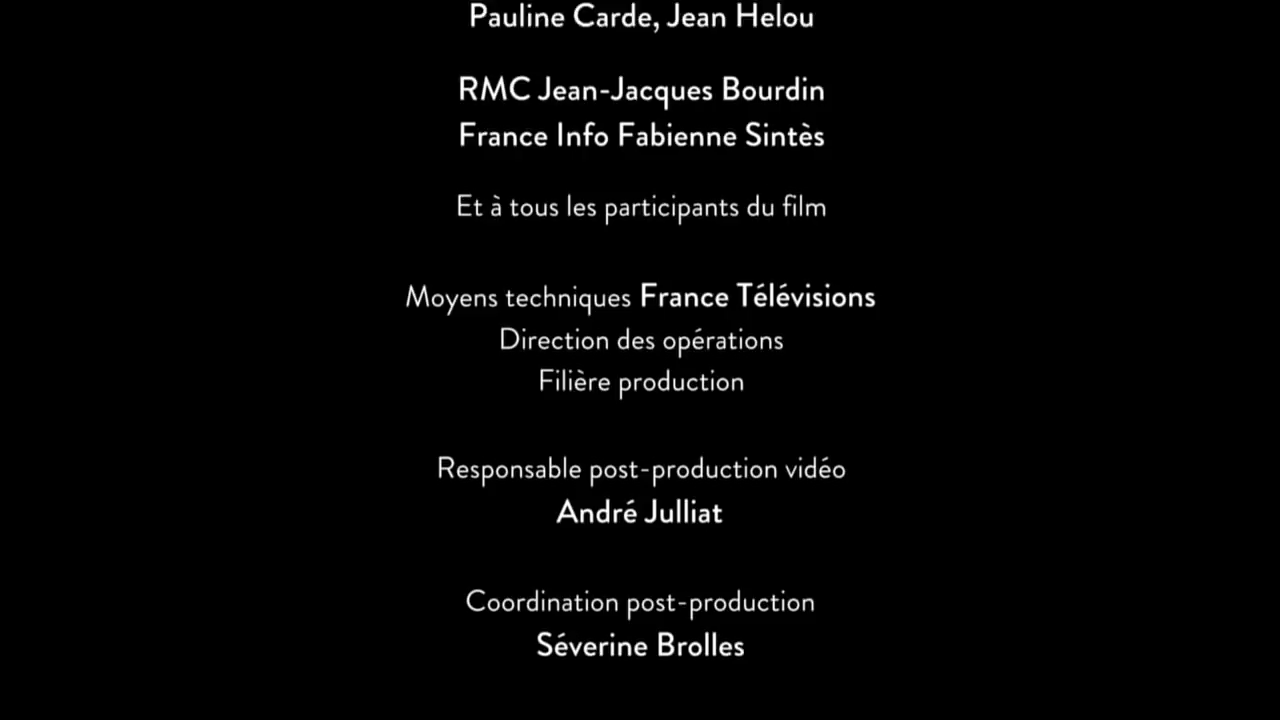 Pauline Carde, Jean Helou
RMC Jean-Jacques Bourdin
France Info Fabienne Sintès
Et à tous les participants du film
Moyens techniques France Télévisions
Direction des opérations
Filière production
Responsable post-production vidéo
André Julliat
Coordination post-production
Séverine Brolles